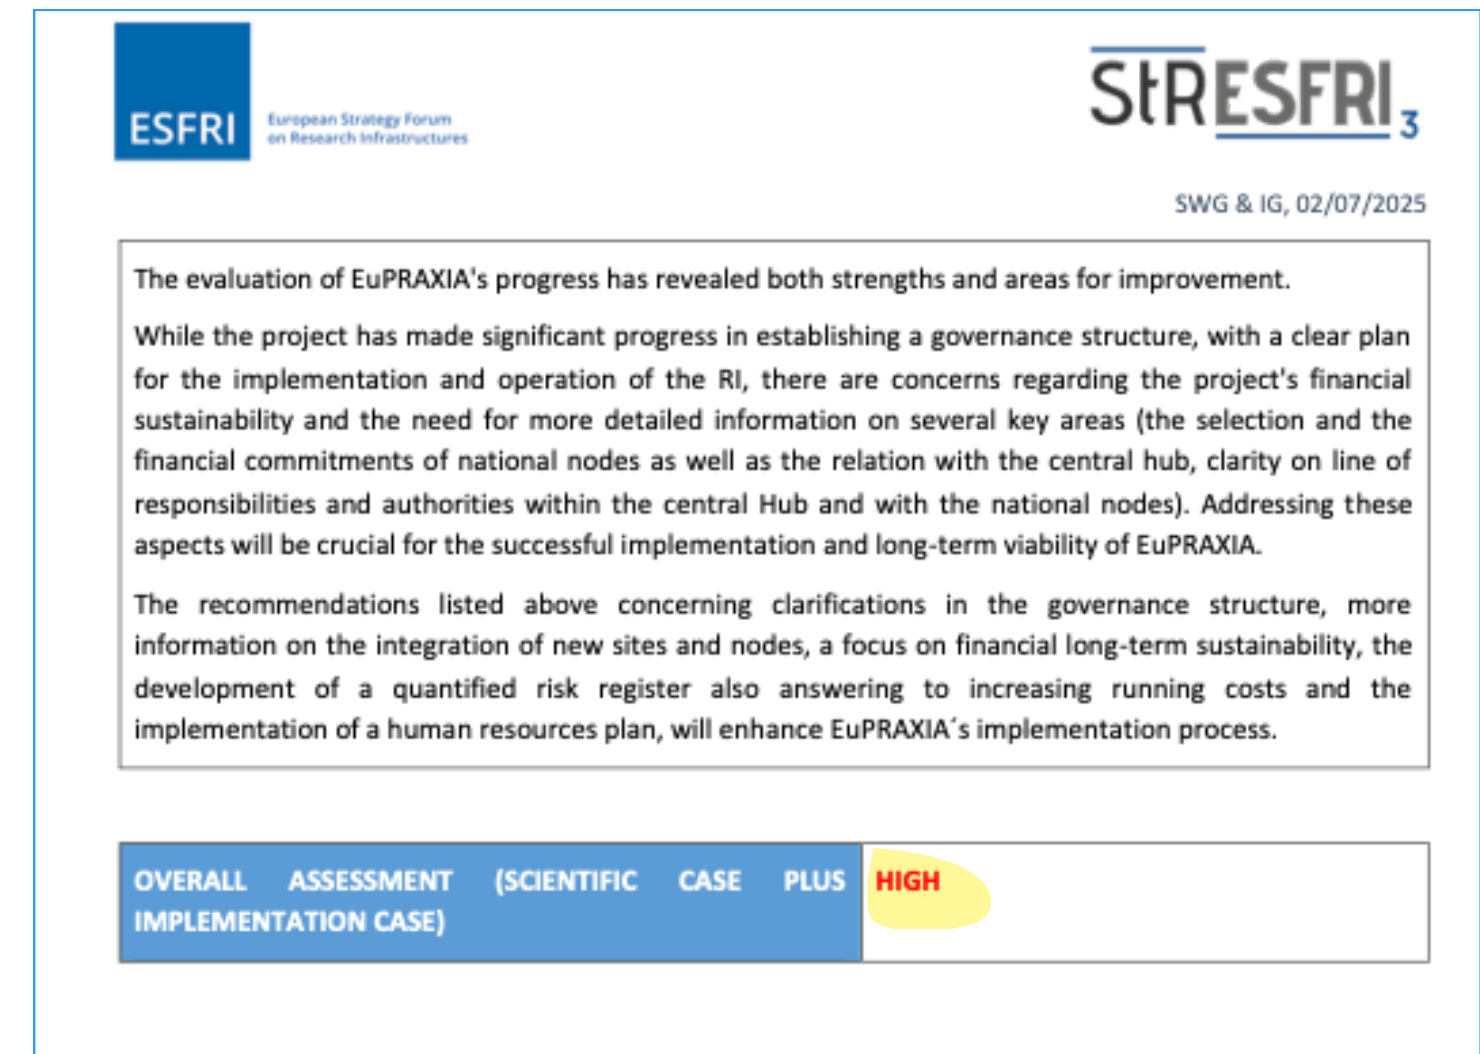 ESFRI
European Strategy Forum
on Research Infrastructures
StRESFRI3
SWG & IG, 02/07/2025
The evaluation of EuPRAXIA's progress has revealed both strengths and areas for improvement.
While the project has made significant progress in establishing a governance structure, with a clear plan
for the implementation and operation of the RI, there are concerns regarding the project's financial
sustainability and the need for more detailed information on several key areas (the selection and the
financial commitments of national nodes as well as the relation with the central hub, clarity on line of
responsibilities and authorities within the central Hub and with the national nodes). Addressing these
aspects will be crucial for the successful implementation and long-term viability of EuPRAXIA.
The recommendations listed above concerning clarifications in the governance structure, more
information on the integration of new sites and nodes, a focus on financial long-term sustainability, the
development of a quantified risk register also answering to increasing running costs and the
implementation of a human resources plan, will enhance EuPRAXIA´s implementation process.
OVERALL ASSESSMENT (SCIENTIFIC CASE PLUS
IMPLEMENTATION CASE)
HIGH